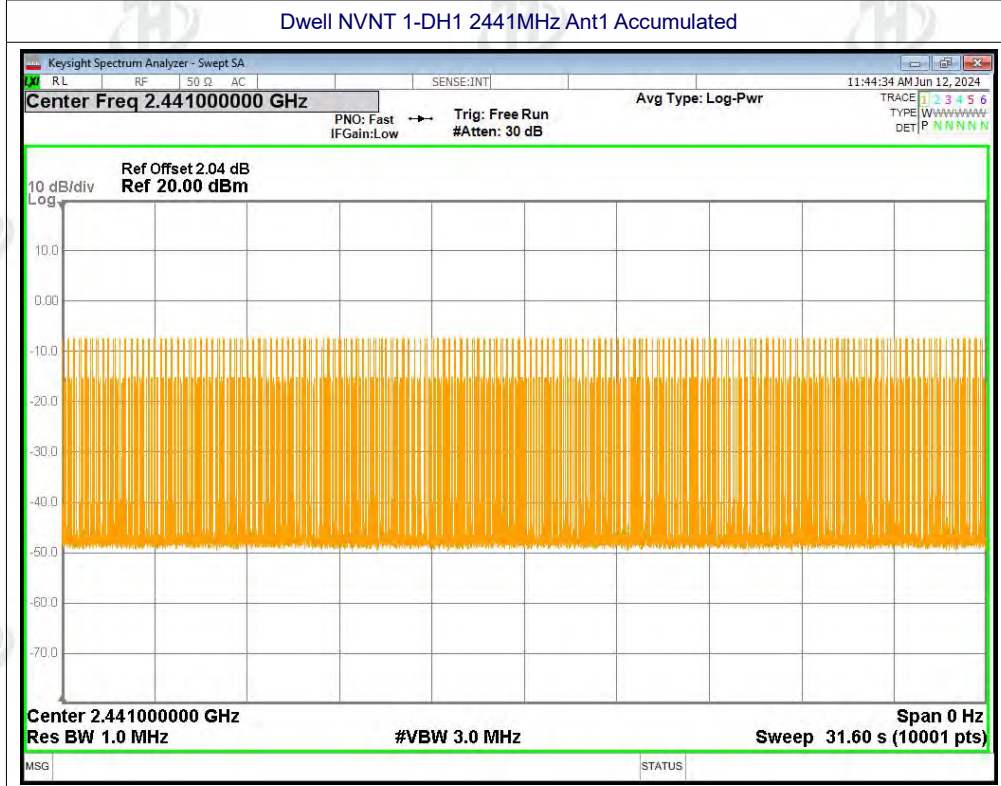 Dwell NVNT 1-DH1 2441MHz Ant1 Accumulated
Keysight Spectrum Analyzer - Swept SA
LXI RL RF 50 Ω AC SENSE:INT 11:44:34 AM Jun 12, 2024
Center Freq 2.441000000 GHz
PNO: Fast
IFGain:Low
Trig: Free Run
#Atten: 30 dB
Avg Type: Log-Pwr
TRACE 1 2 3 4 5 6
TYPE WWWWWW
DET P N N N N N
Ref Offset 2.04 dB
10 dB/div Ref 20.00 dBm
Log
10.0
0.00
-10.0
-20.0
-30.0
-40.0
-50.0
-60.0
-70.0
Center 2.441000000 GHz Span 0 Hz
Res BW 1.0 MHz #VBW 3.0 MHz Sweep 31.60 s (10001 pts)
MSG STATUS